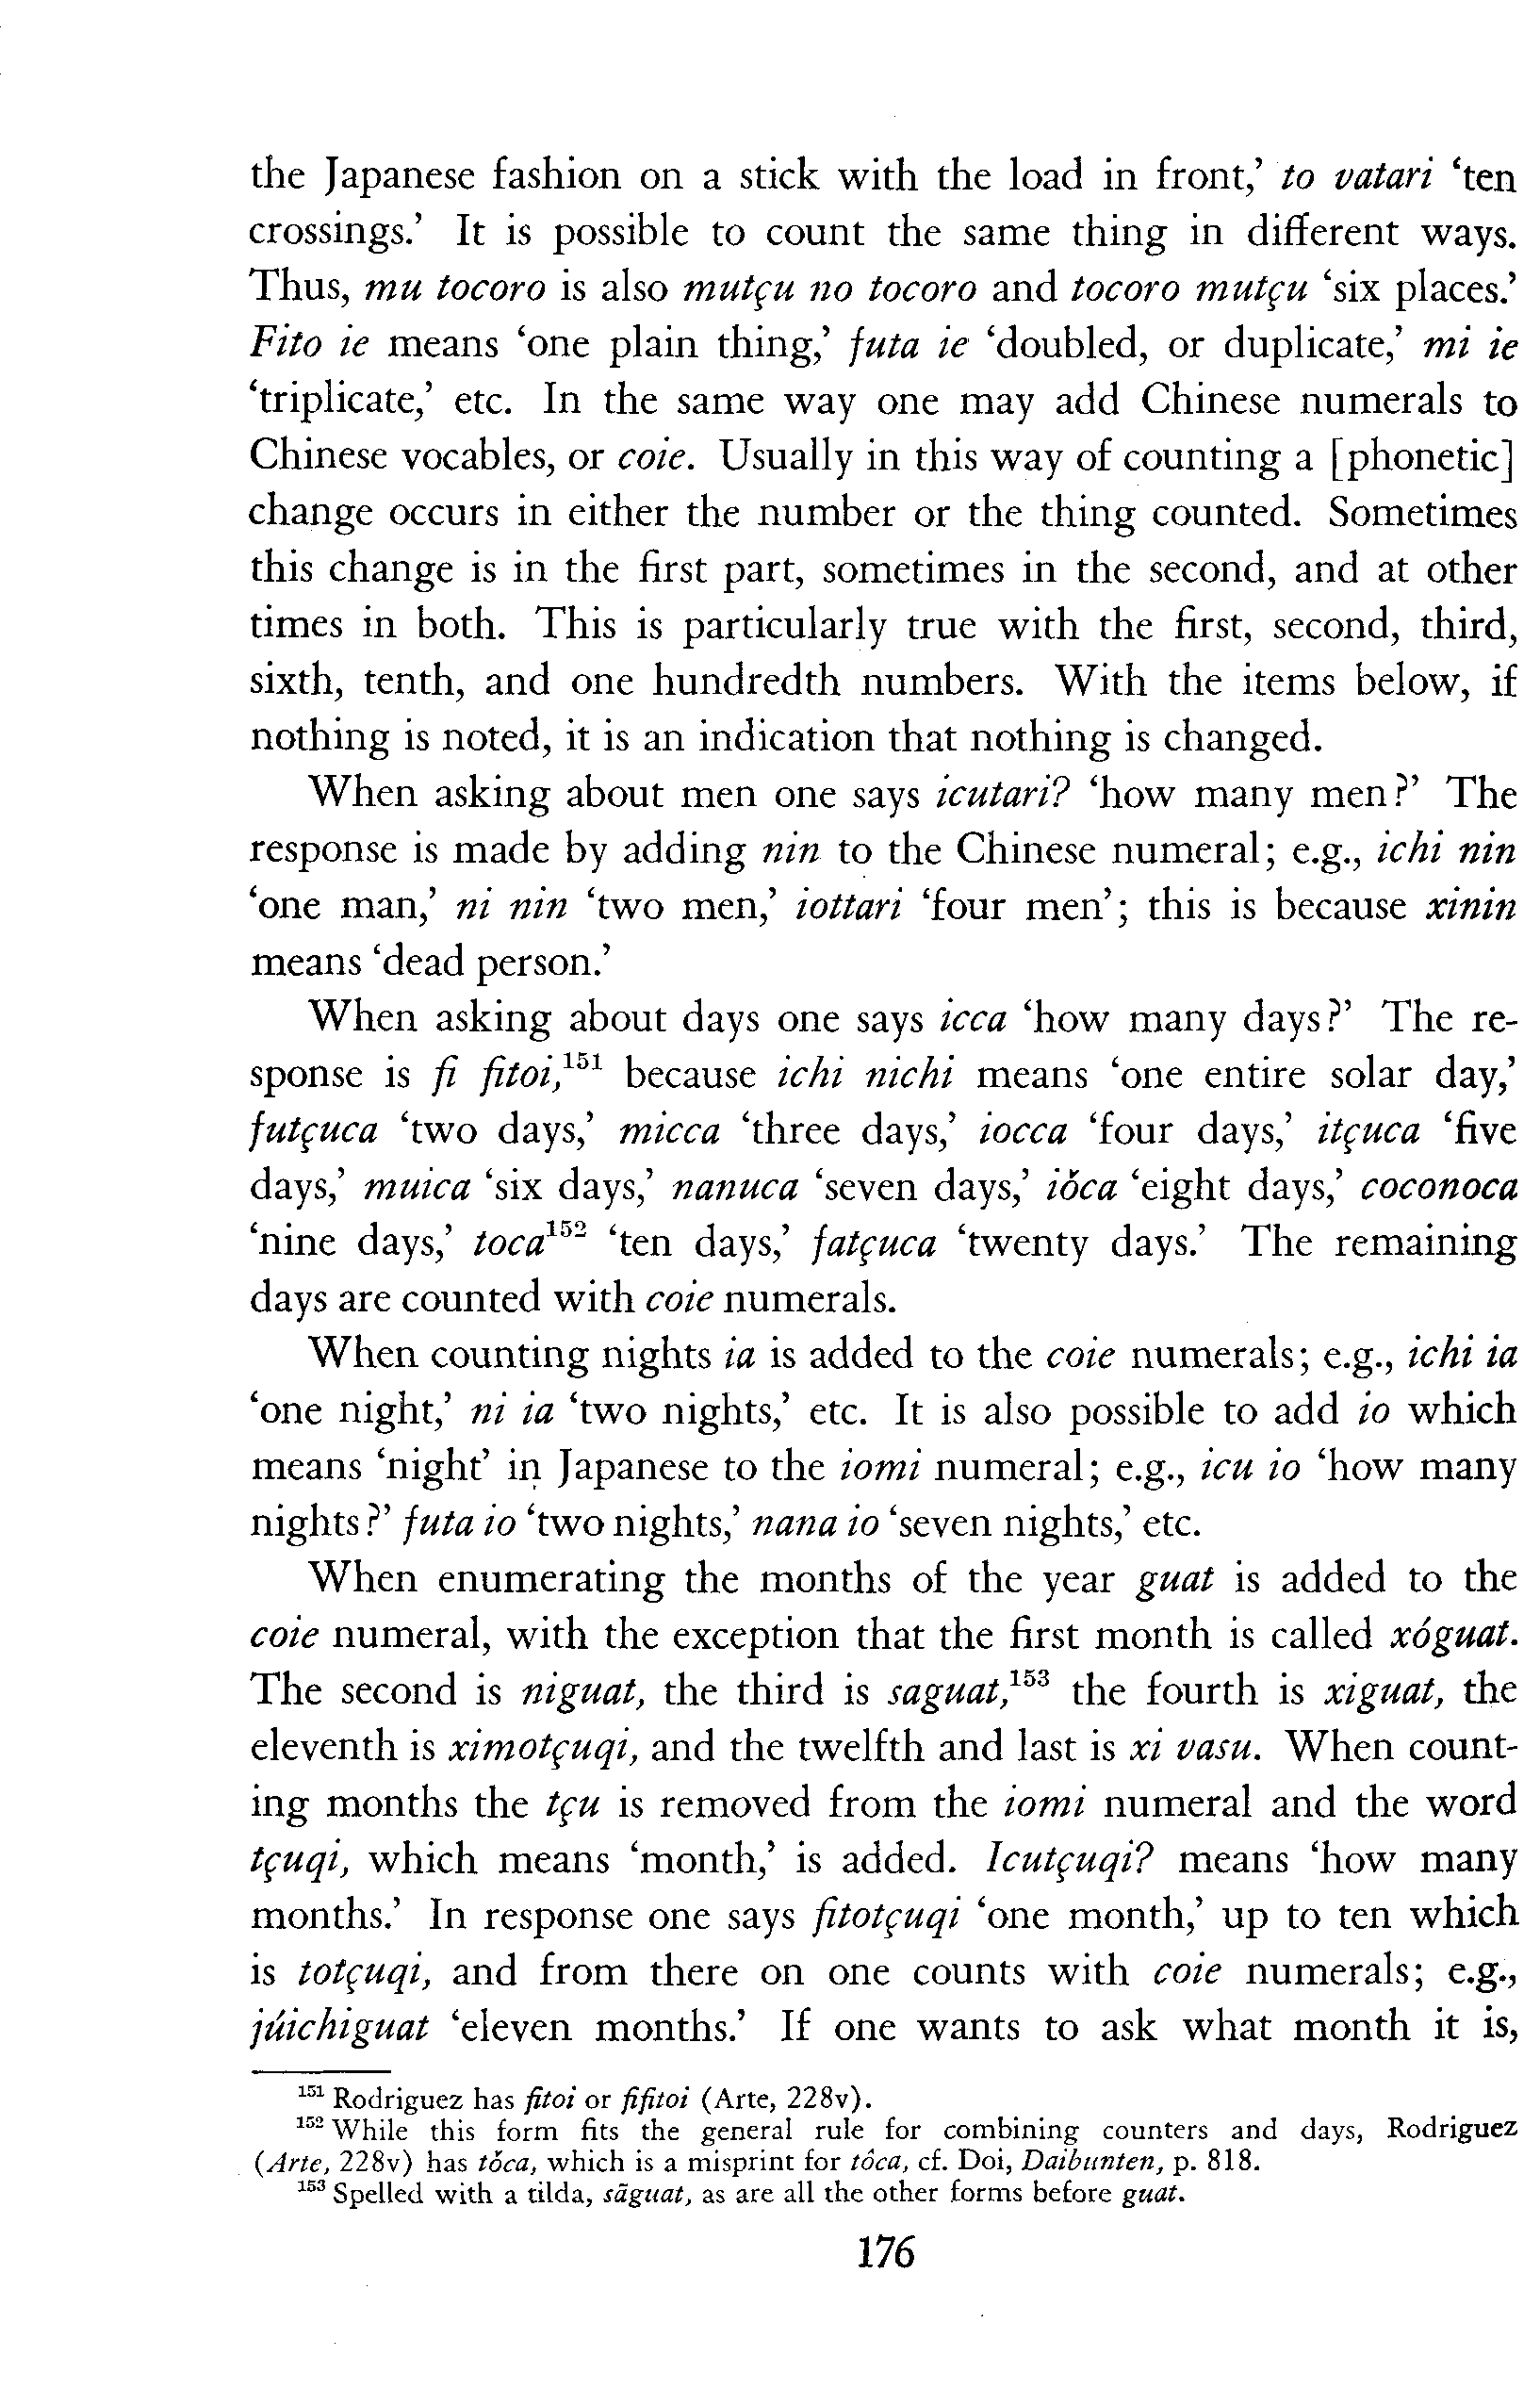 the Japanese fashion on a stick with the load in front,’ to vatari ‘ten
crossings.’ It is possible to count the same thing in different ways.
Thus, mu tocoro is also mutçu no tocoro and tocoro mutçu ‘six places.’
Fito ie means ‘one plain thing,’ futa ie ‘doubled, or duplicate,’ mi ie
‘triplicate,’ etc. In the same way one may add Chinese numerals to
Chinese vocables, or coie. Usually in this way of counting a [phonetic]
change occurs in either the number or the thing counted. Sometimes
this change is in the first part, sometimes in the second, and at other
times in both. This is particularly true with the first, second, third,
sixth, tenth, and one hundredth numbers. With the items below, if
nothing is noted, it is an indication that nothing is changed.
When asking about men one says icutari? ‘how many men?’ The
response is made by adding nin to the Chinese numeral; e.g., ichi nin
‘one man,’ ni nin ‘two men,’ iottari ‘four men’; this is because xinin
means ‘dead person.’
When asking about days one says icca ‘how many days?’ The re-
sponse is fi fitoi,¹⁵¹ because ichi nichi means ‘one entire solar day,’
futçuca ‘two days,’ micca ‘three days,’ iocca ‘four days,’ itçuca ‘five
days,’ muica ‘six days,’ nanuca ‘seven days,’ iŏca ‘eight days,’ coconoca
‘nine days,’ toca¹⁵² ‘ten days,’ fatçuca ‘twenty days.’ The remaining
days are counted with coie numerals.
When counting nights ia is added to the coie numerals; e.g., ichi ia
‘one night,’ ni ia ‘two nights,’ etc. It is also possible to add io which
means ‘night’ in Japanese to the iomi numeral; e.g., icu io ‘how many
nights?’ futa io ‘two nights,’ nana io ‘seven nights,’ etc.
When enumerating the months of the year guat is added to the
coie numeral, with the exception that the first month is called xóguat.
The second is niguat, the third is saguat,¹⁵³ the fourth is xiguat, the
eleventh is ximotçuqi, and the twelfth and last is xi vasu. When count-
ing months the tçu is removed from the iomi numeral and the word
tçuqi, which means ‘month,’ is added. Icutçuqi? means ‘how many
months.’ In response one says fitotçuqi ‘one month,’ up to ten which
is totçuqi, and from there on one counts with coie numerals; e.g.,
júichiguat ‘eleven months.’ If one wants to ask what month it is,
¹⁵¹ Rodriguez has fitoi or fifitoi (Arte, 228v).
¹⁵² While this form fits the general rule for combining counters and days, Rodriguez
(Arte, 228v) has tŏca, which is a misprint for tôca, cf. Doi, Daibunten, p. 818.
¹⁵³ Spelled with a tilda, sãguat, as are all the other forms before guat.
176